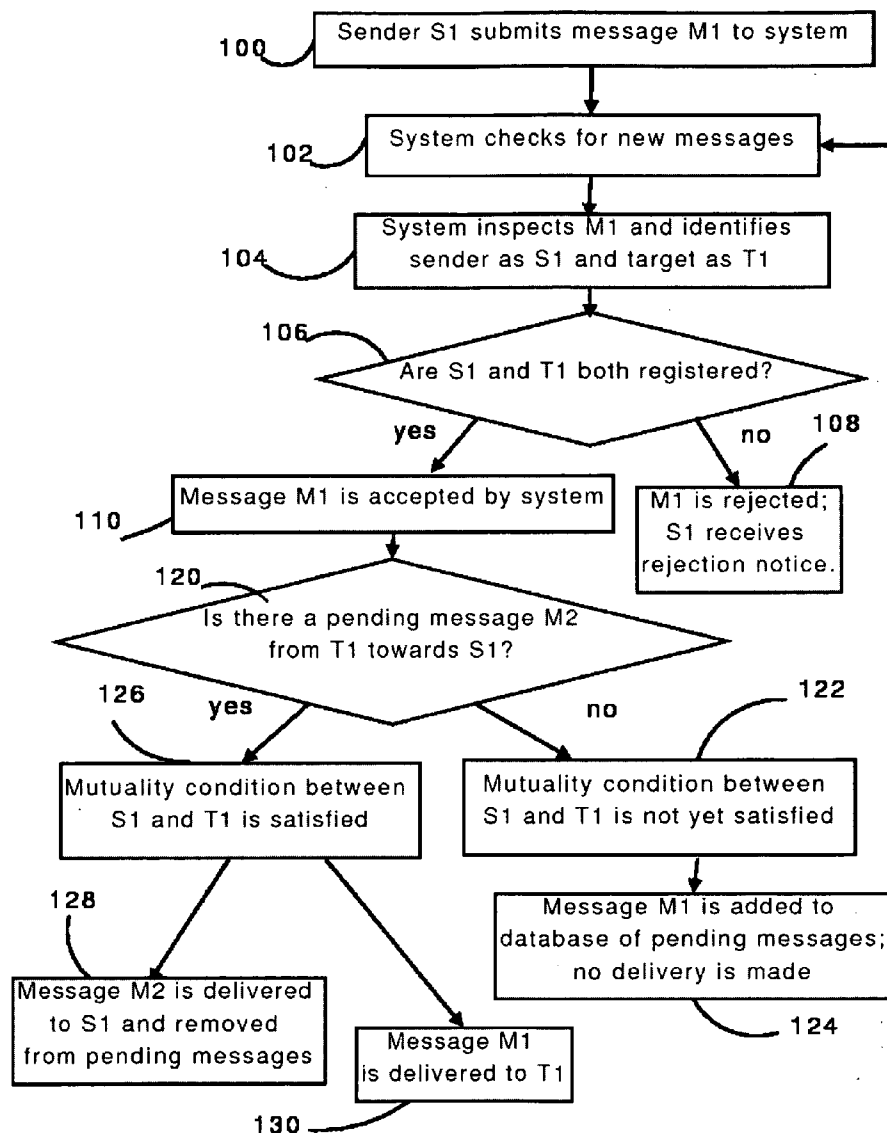 Sender S1 submits message M1 to system
100
System checks for new messages
102
System inspects M1 and identifies
sender as S1 and target as T1
104
106
Are S1 and T1 both registered?
yes
no
108
Message M1 is accepted by system
110
M1 is rejected;
S1 receives
rejection notice.
120
Is there a pending message M2
from T1 towards S1?
126
yes
no
122
Mutuality condition between
S1 and T1 is satisfied
Mutuality condition between
S1 and T1 is not yet satisfied
128
Message M1 is added to
database of pending messages;
no delivery is made
124
Message M2 is delivered
to S1 and removed
from pending messages
Message M1
is delivered to T1
130